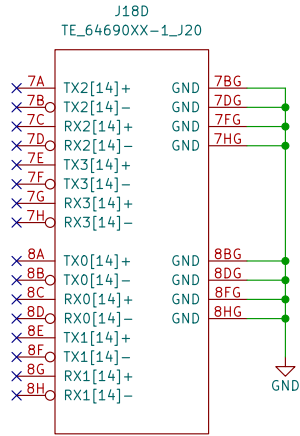 J18D
TE_64690XX-1_J20
7A TX2[14]+ GND 7BG
7B TX2[14]- GND 7DG
7C RX2[14]+ GND 7FG
7D RX2[14]- GND 7HG
7E TX3[14]+
7F TX3[14]-
7G RX3[14]+
7H RX3[14]-
8A TX0[14]+ GND 8BG
8B TX0[14]- GND 8DG
8C RX0[14]+ GND 8FG
8D RX0[14]- GND 8HG
8E TX1[14]+
8F TX1[14]-
8G RX1[14]+
8H RX1[14]-
GND